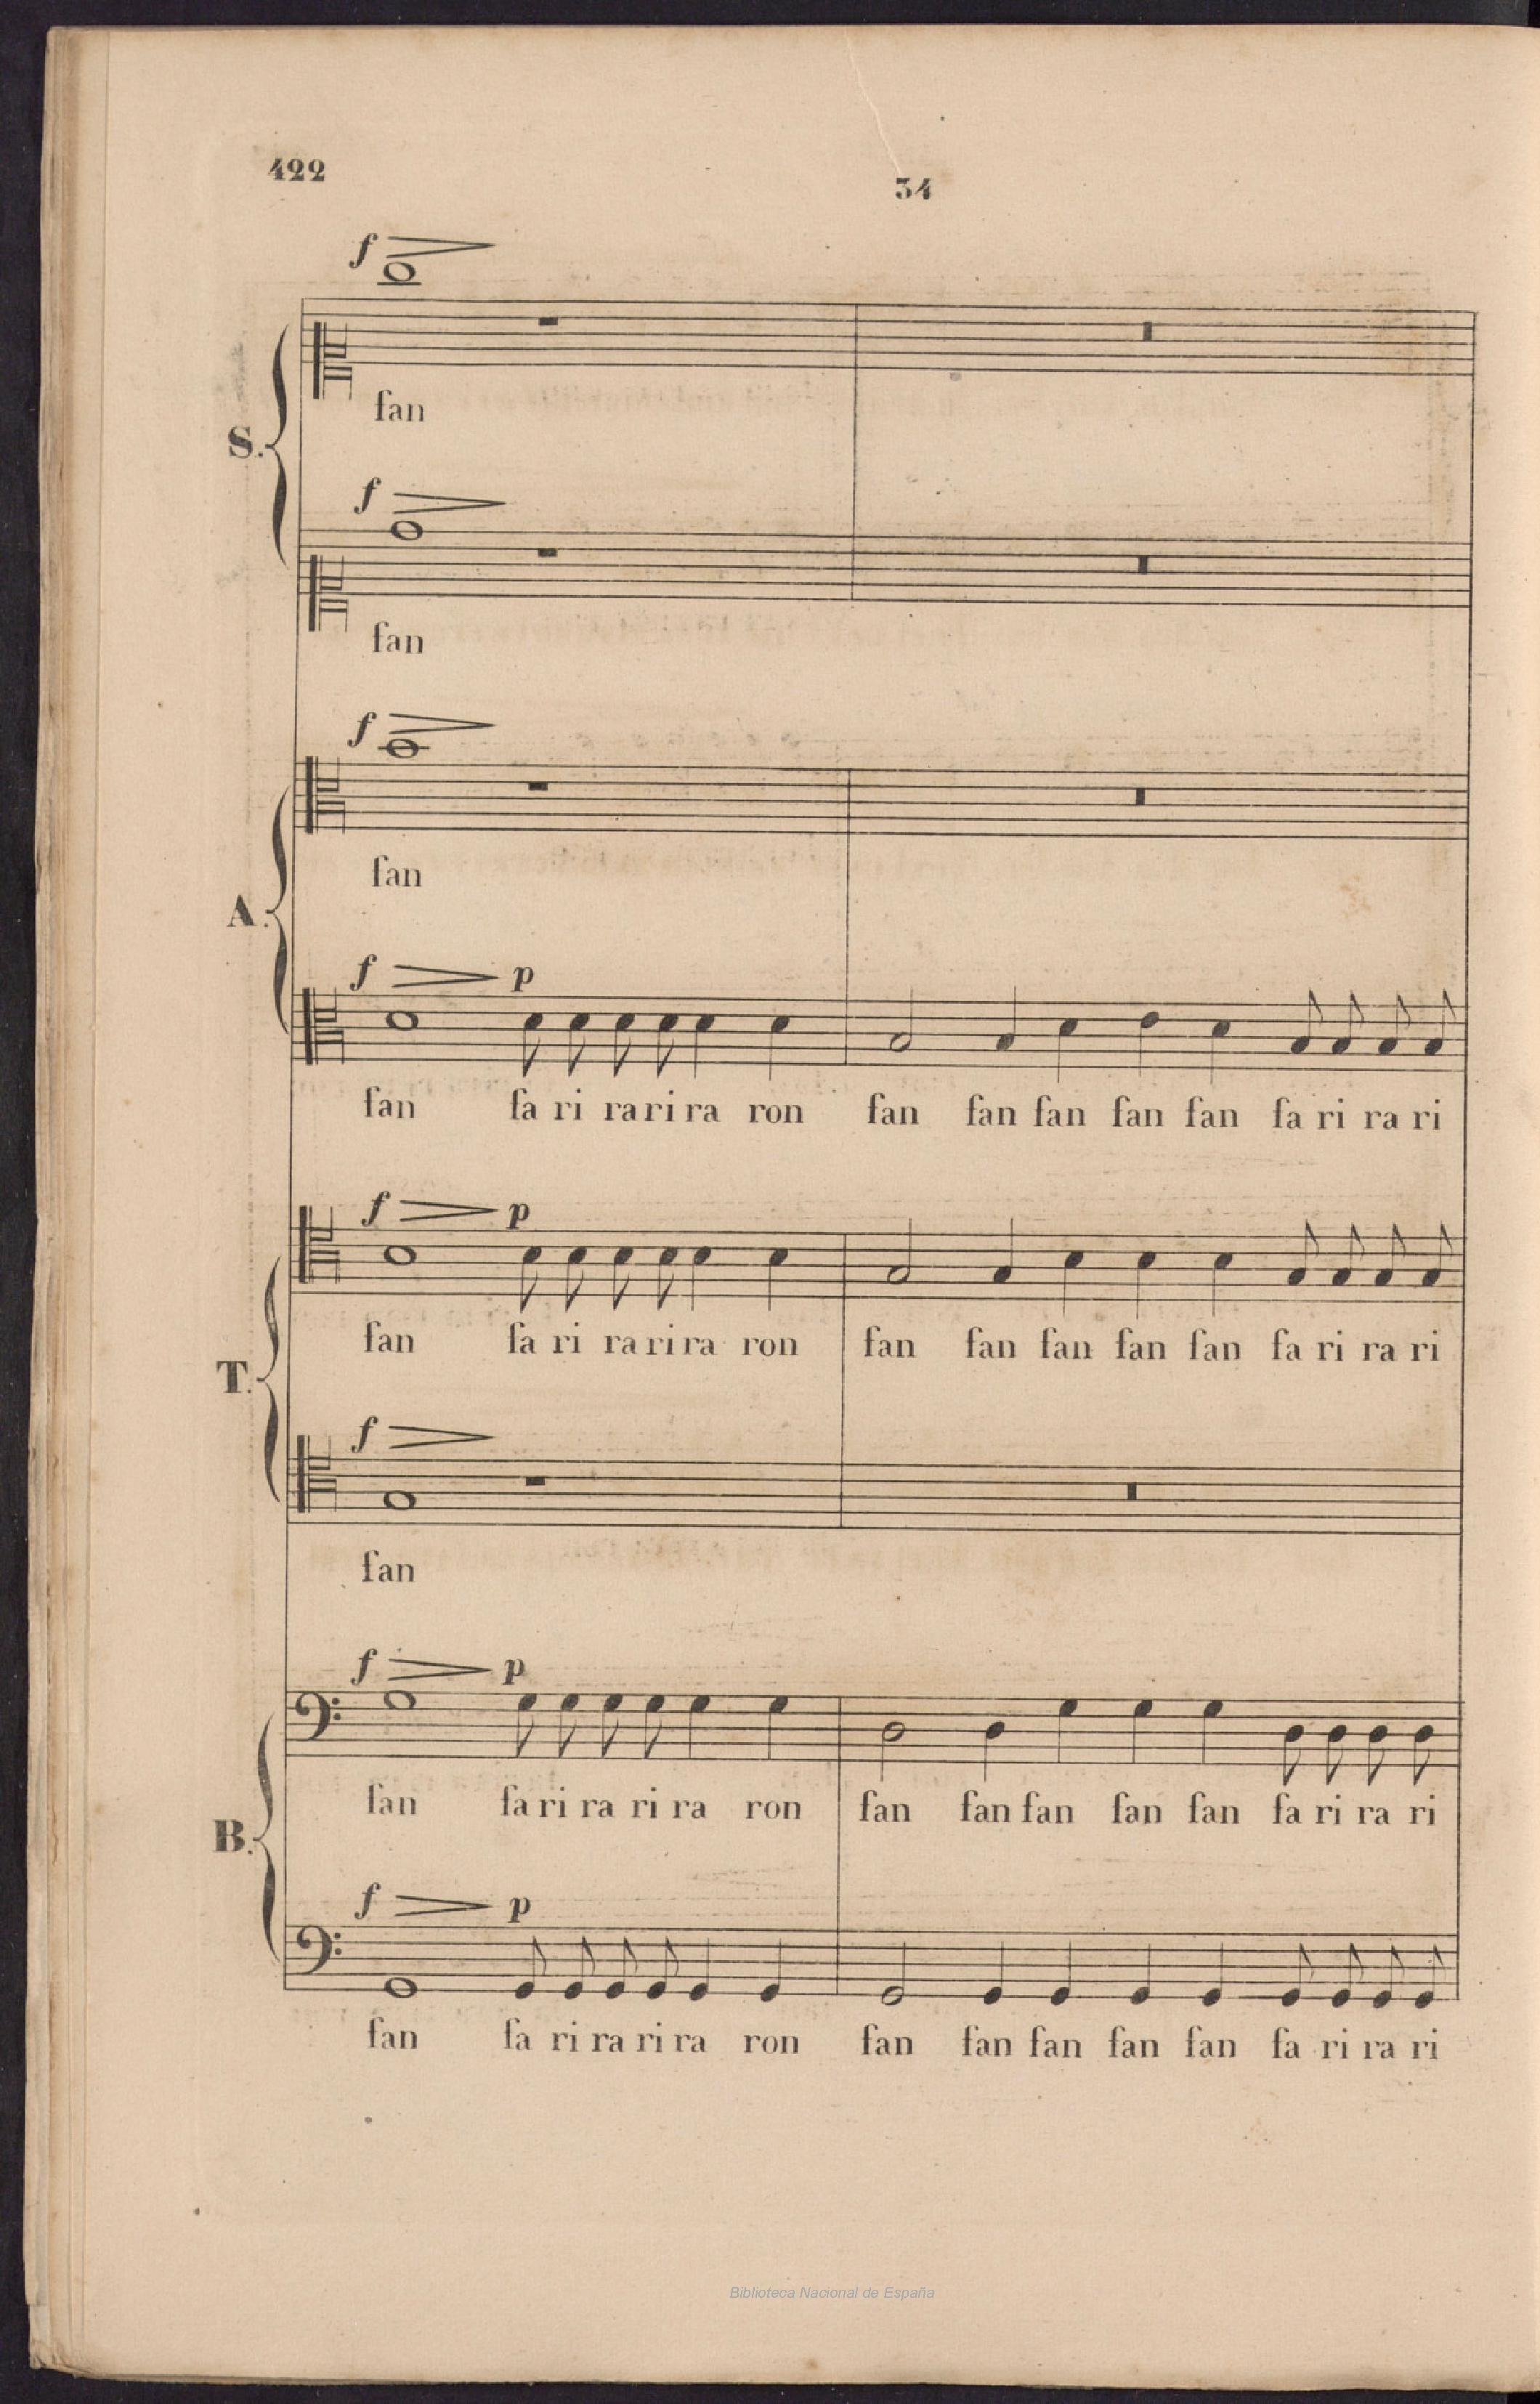 422
34
f
S.
fan
f
fan
f
A.
fan
f p
fan fa ri ra ri ra ron fan fan fan fan fan fa ri ra ri
f p
T.
fan fa ri ra ri ra ron fan fan fan fan fan fa ri ra ri
f
fan
f p
B.
fan fa ri ra ri ra ron fan fan fan fan fan fa ri ra ri
f p
fan fa ri ra ri ra ron fan fan fan fan fan fa ri ra ri
Biblioteca Nacional de España